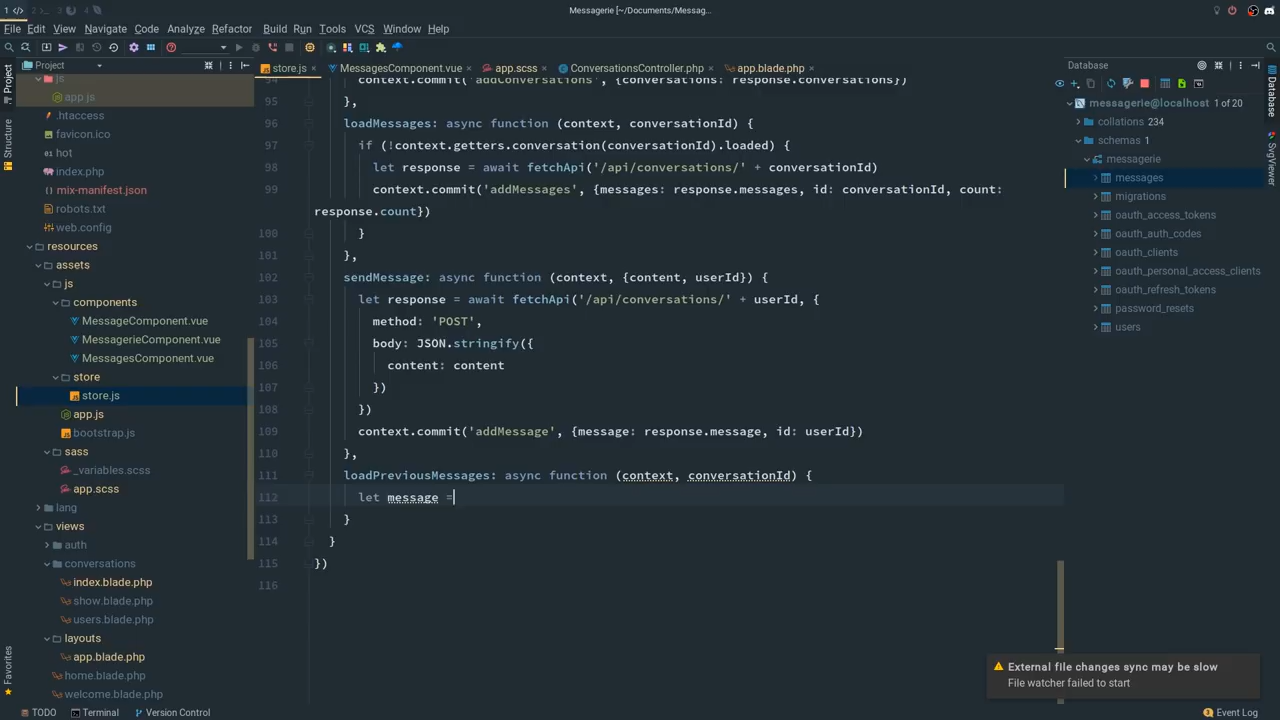 1 </> 2 3 4
Messagerie [~/Documents/Messag...
File Edit View Navigate Code Analyze Refactor Build Run Tools VCS Window Help
Project
store.js × MessagesComponent.vue × app.scss × ConversationsController.php × app.blade.php ×
Database
js
app.js
.htaccess
favicon.ico
hot
index.php
mix-manifest.json
robots.txt
web.config
resources
assets
js
components
MessageComponent.vue
MessagerieComponent.vue
MessagesComponent.vue
store
store.js
app.js
bootstrap.js
sass
_variables.scss
app.scss
lang
views
auth
conversations
index.blade.php
show.blade.php
users.blade.php
layouts
app.blade.php
home.blade.php
welcome.blade.php
94 context.commit('addConversations', {conversations: response.conversations})
95 },
96 loadMessages: async function (context, conversationId) {
97 if (!context.getters.conversation(conversationId).loaded) {
98 let response = await fetchApi('/api/conversations/' + conversationId)
99 context.commit('addMessages', {messages: response.messages, id: conversationId, count:
response.count})
100 }
101 },
102 sendMessage: async function (context, {content, userId}) {
103 let response = await fetchApi('/api/conversations/' + userId, {
104 method: 'POST',
105 body: JSON.stringify({
106 content: content
107 })
108 })
109 context.commit('addMessage', {message: response.message, id: userId})
110 },
111 loadPreviousMessages: async function (context, conversationId) {
112 let message =
113 }
114 }
115 })
116
messagerie@localhost 1 of 20
collations 234
schemas 1
messagerie
messages
migrations
oauth_access_tokens
oauth_auth_codes
oauth_clients
oauth_personal_access_clients
oauth_refresh_tokens
password_resets
users
Project
Structure
Favorites
Database
SvgViewer
External file changes sync may be slow
File watcher failed to start
TODO Terminal Version Control Event Log